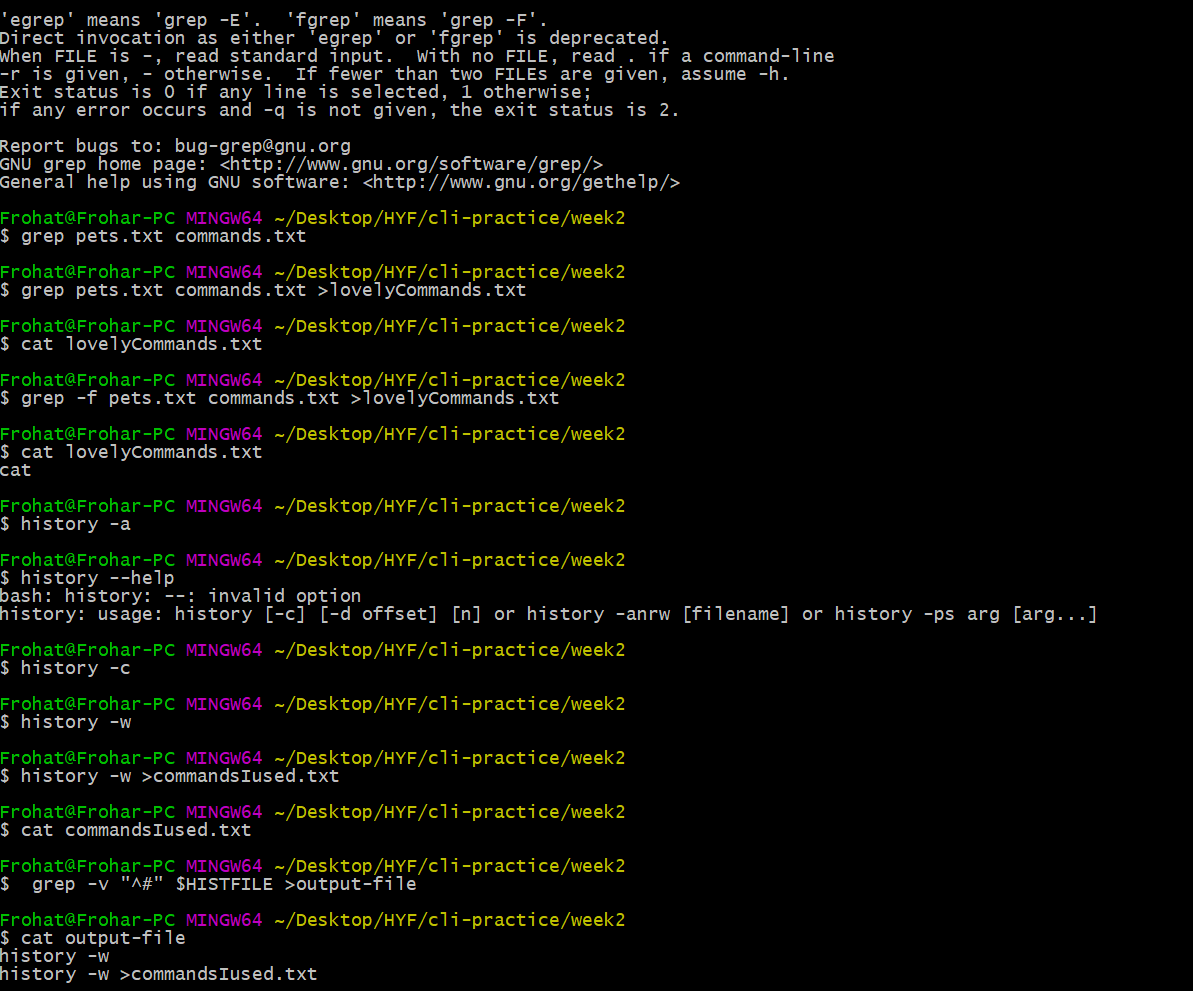 'egrep' means 'grep -E'.  'fgrep' means 'grep -F'.
Direct invocation as either 'egrep' or 'fgrep' is deprecated.
When FILE is -, read standard input.  With no FILE, read . if a command-line
-r is given, - otherwise.  If fewer than two FILEs are given, assume -h.
Exit status is 0 if any line is selected, 1 otherwise;
if any error occurs and -q is not given, the exit status is 2.

Report bugs to: bug-grep@gnu.org
GNU grep home page: <http://www.gnu.org/software/grep/>
General help using GNU software: <http://www.gnu.org/gethelp/>

Frohat@Frohar-PC MINGW64 ~/Desktop/HYF/cli-practice/week2
$ grep pets.txt commands.txt

Frohat@Frohar-PC MINGW64 ~/Desktop/HYF/cli-practice/week2
$ grep pets.txt commands.txt >lovelyCommands.txt

Frohat@Frohar-PC MINGW64 ~/Desktop/HYF/cli-practice/week2
$ cat lovelyCommands.txt

Frohat@Frohar-PC MINGW64 ~/Desktop/HYF/cli-practice/week2
$ grep -f pets.txt commands.txt >lovelyCommands.txt

Frohat@Frohar-PC MINGW64 ~/Desktop/HYF/cli-practice/week2
$ cat lovelyCommands.txt
cat

Frohat@Frohar-PC MINGW64 ~/Desktop/HYF/cli-practice/week2
$ history -a

Frohat@Frohar-PC MINGW64 ~/Desktop/HYF/cli-practice/week2
$ history --help
bash: history: --: invalid option
history: usage: history [-c] [-d offset] [n] or history -anrw [filename] or history -ps arg [arg...]

Frohat@Frohar-PC MINGW64 ~/Desktop/HYF/cli-practice/week2
$ history -c

Frohat@Frohar-PC MINGW64 ~/Desktop/HYF/cli-practice/week2
$ history -w

Frohat@Frohar-PC MINGW64 ~/Desktop/HYF/cli-practice/week2
$ history -w >commandsIused.txt

Frohat@Frohar-PC MINGW64 ~/Desktop/HYF/cli-practice/week2
$ cat commandsIused.txt

Frohat@Frohar-PC MINGW64 ~/Desktop/HYF/cli-practice/week2
$  grep -v "^#" $HISTFILE >output-file

Frohat@Frohar-PC MINGW64 ~/Desktop/HYF/cli-practice/week2
$ cat output-file
history -w
history -w >commandsIused.txt